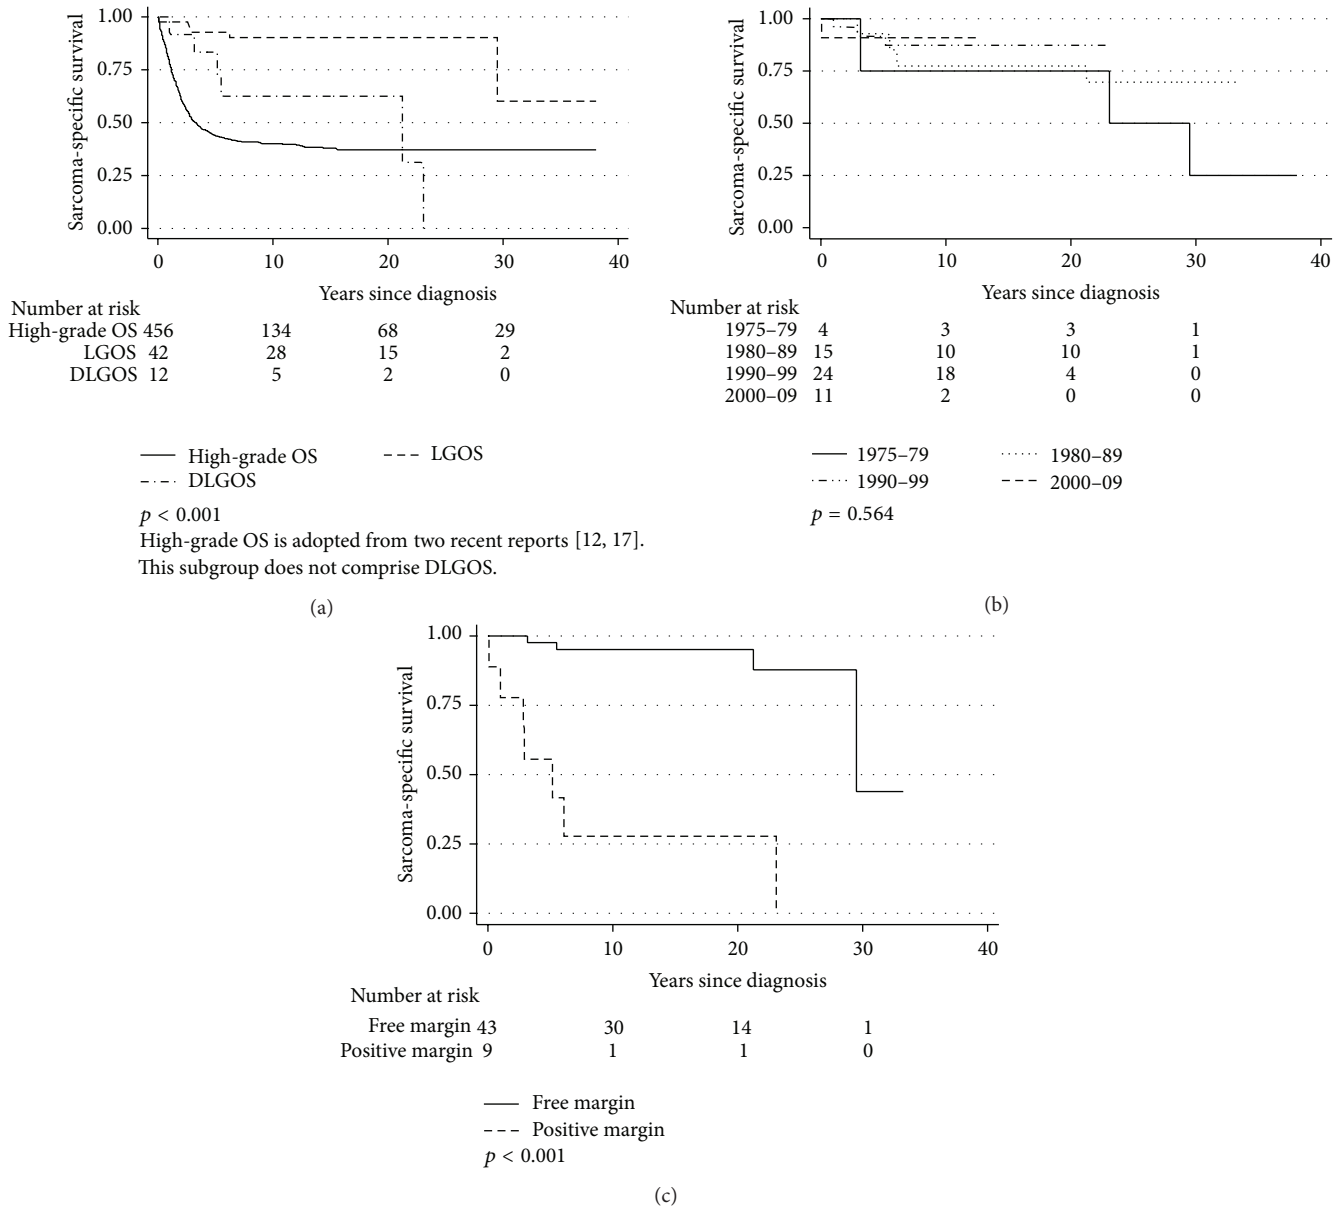 Sarcoma-specific survival
1.00
0.75
0.50
0.25
0.00
0 10 20 30 40
Years since diagnosis
Number at risk
High-grade OS 456 134 68 29
LGOS 42 28 15 2
DLGOS 12 5 2 0
High-grade OS LGOS
DLGOS
p < 0.001
High-grade OS is adopted from two recent reports [12, 17].
This subgroup does not comprise DLGOS.
(a)
Sarcoma-specific survival
1.00
0.75
0.50
0.25
0.00
0 10 20 30 40
Years since diagnosis
Number at risk
1975–79 4 3 3 1
1980–89 15 10 10 1
1990–99 24 18 4 0
2000–09 11 2 0 0
1975–79 1980–89
1990–99 2000–09
p = 0.564
(b)
Sarcoma-specific survival
1.00
0.75
0.50
0.25
0.00
0 10 20 30 40
Years since diagnosis
Number at risk
Free margin 43 30 14 1
Positive margin 9 1 1 0
Free margin
Positive margin
p < 0.001
(c)